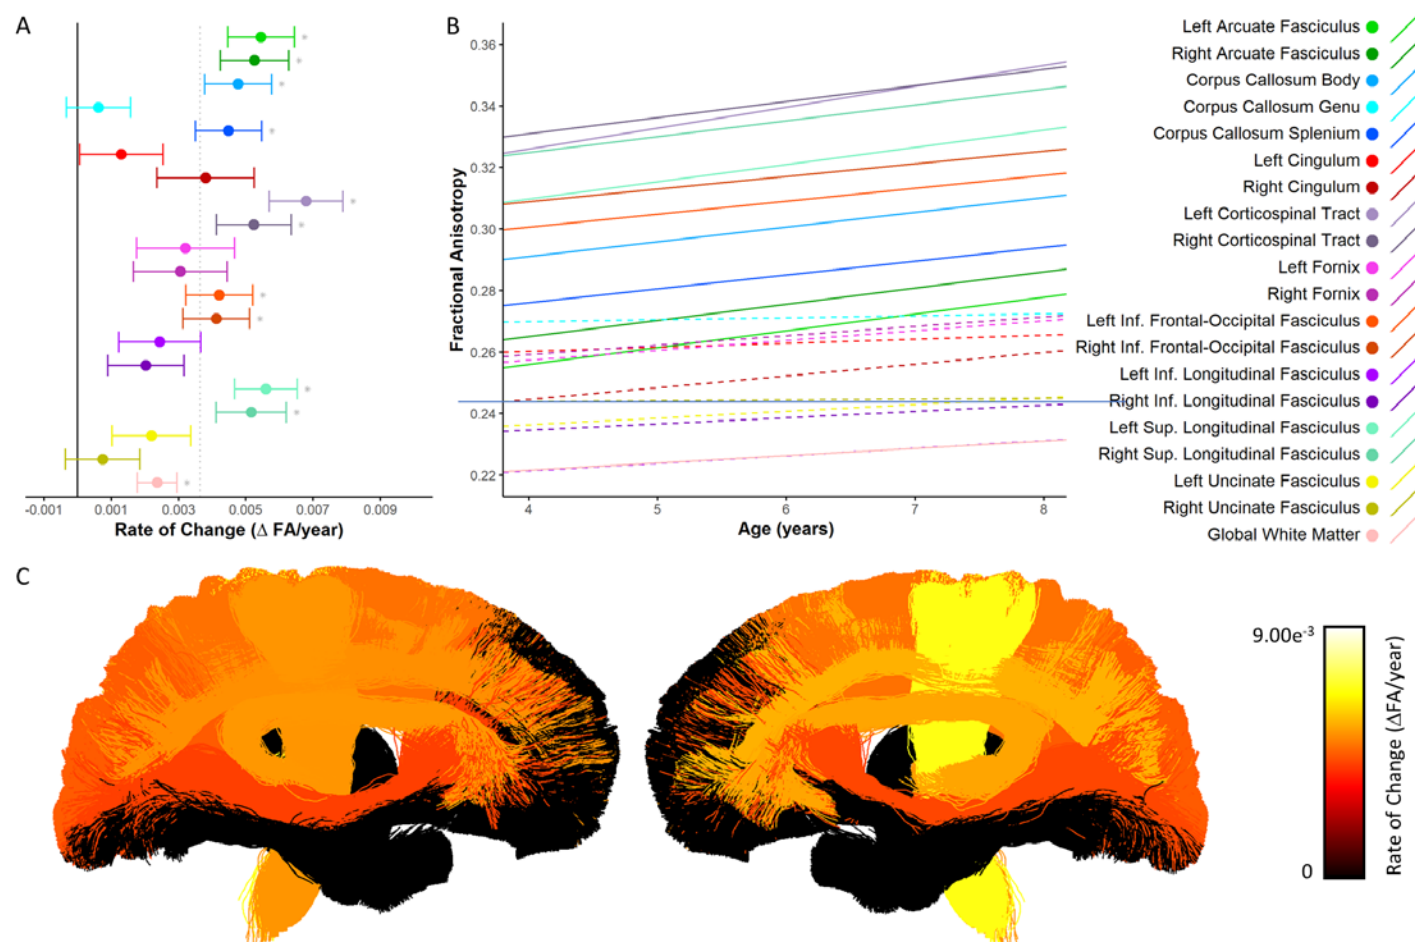 A
B
Left Arcuate Fasciculus
Right Arcuate Fasciculus
Corpus Callosum Body
Corpus Callosum Genu
Corpus Callosum Splenium
Left Cingulum
Right Cingulum
Left Corticospinal Tract
Right Corticospinal Tract
Left Fornix
Right Fornix
Left Inf. Frontal-Occipital Fasciculus
Right Inf. Frontal-Occipital Fasciculus
Left Inf. Longitudinal Fasciculus
Right Inf. Longitudinal Fasciculus
Left Sup. Longitudinal Fasciculus
Right Sup. Longitudinal Fasciculus
Left Uncinate Fasciculus
Right Uncinate Fasciculus
Global White Matter
* * * * * * * * * * *
-0.001 0.001 0.003 0.005 0.007 0.009
Rate of Change (Δ FA/year)
Fractional Anisotropy
0.36
0.34
0.32
0.30
0.28
0.26
0.24
0.22
4 5 6 7 8
Age (years)
C
9.00e⁻³
0
Rate of Change (ΔFA/year)